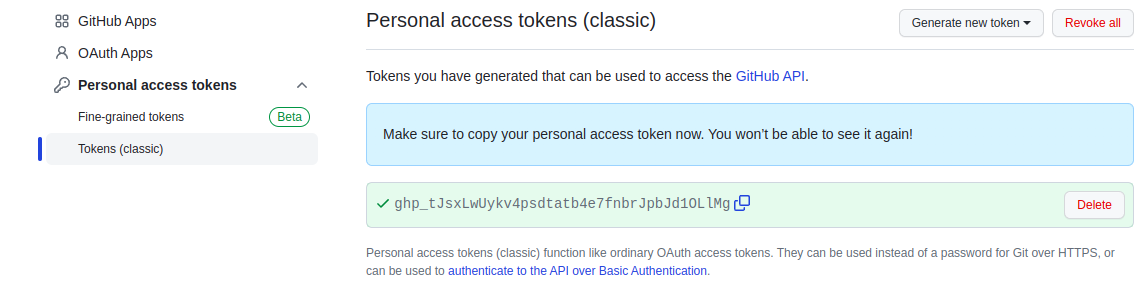 GitHub Apps
OAuth Apps
Personal access tokens
Fine-grained tokens Beta
Tokens (classic)
Personal access tokens (classic)
Generate new token
Revoke all
Tokens you have generated that can be used to access the GitHub API.
Make sure to copy your personal access token now. You won't be able to see it again!
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
Delete
Personal access tokens (classic) function like ordinary OAuth access tokens. They can be used instead of a password for Git over HTTPS, or
can be used to authenticate to the API over Basic Authentication.